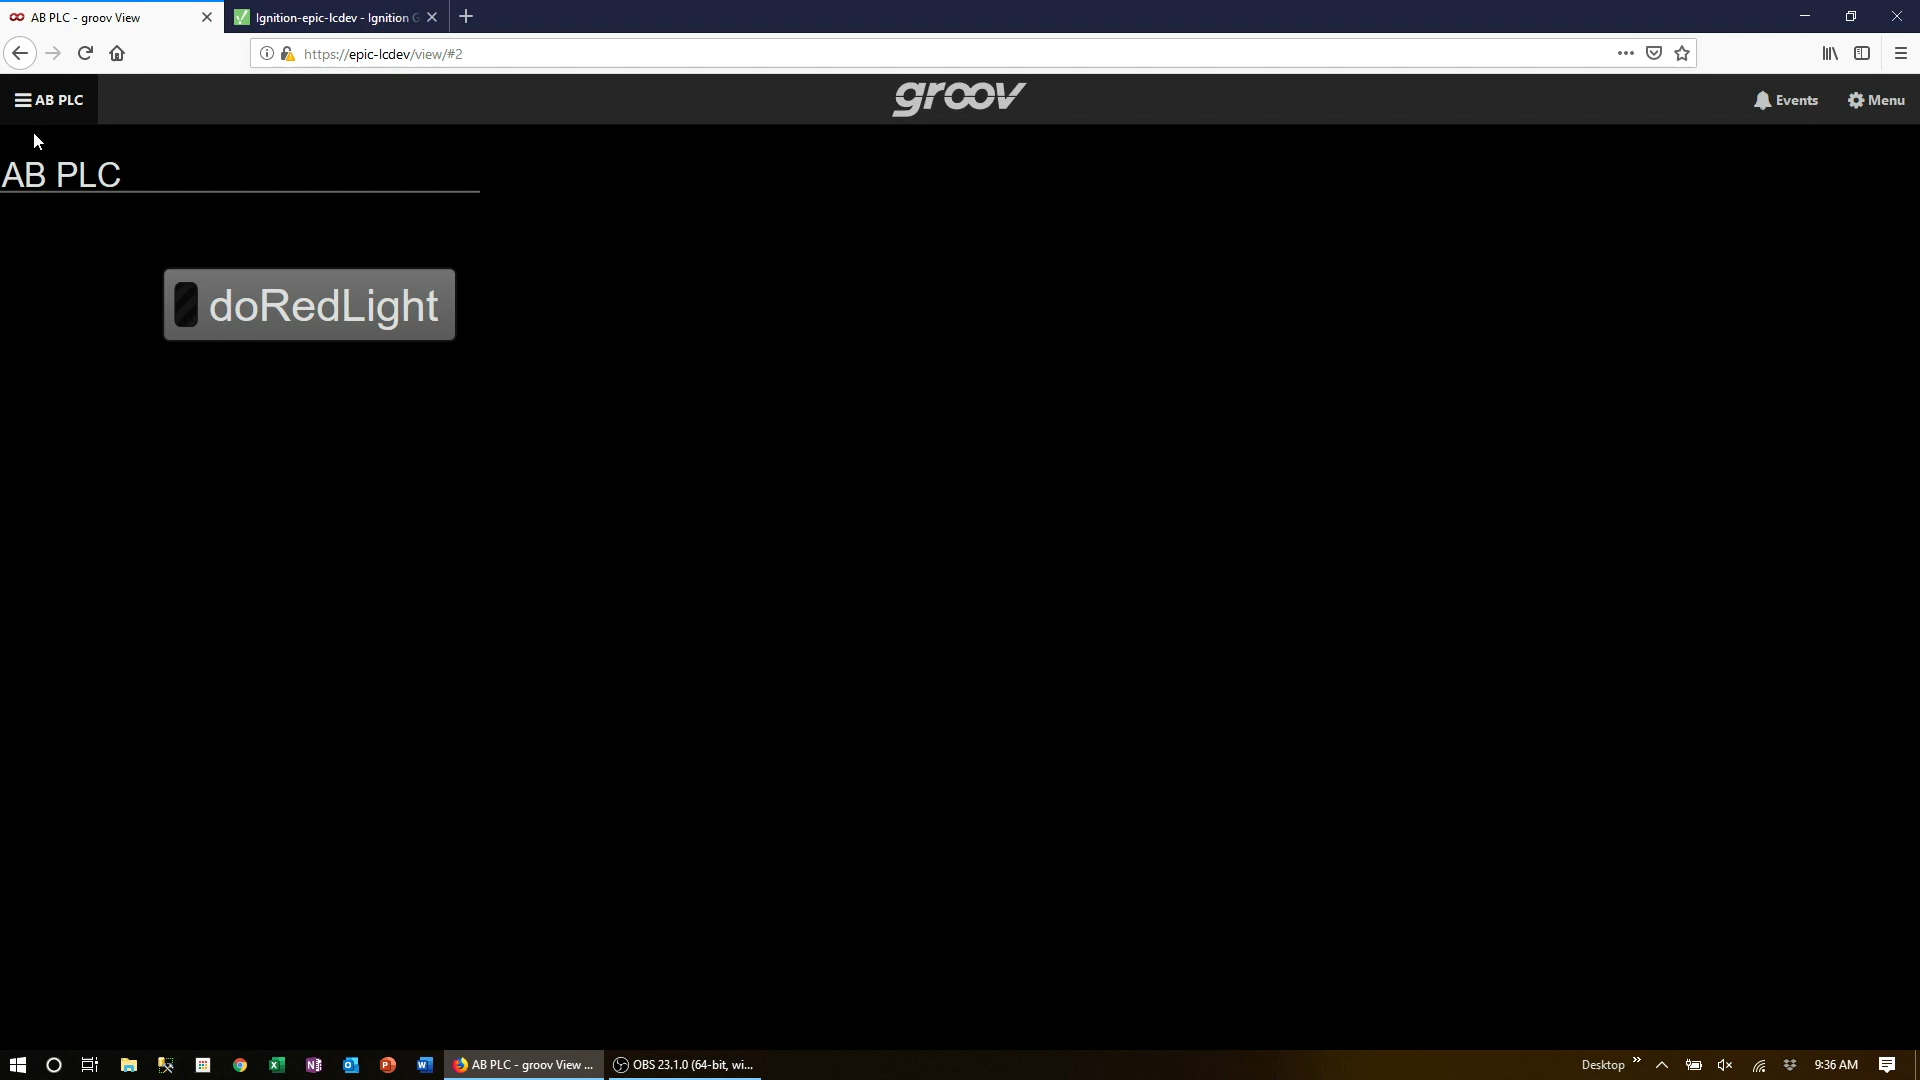 AB PLC - groov View
Ignition-epic-lcdev - Ignition G
https://epic-lcdev/view/#2
AB PLC
groov
Events
Menu
AB PLC
doRedLight
AB PLC - groov View ...
OBS 23.1.0 (64-bit, wi...
Desktop
9:36 AM